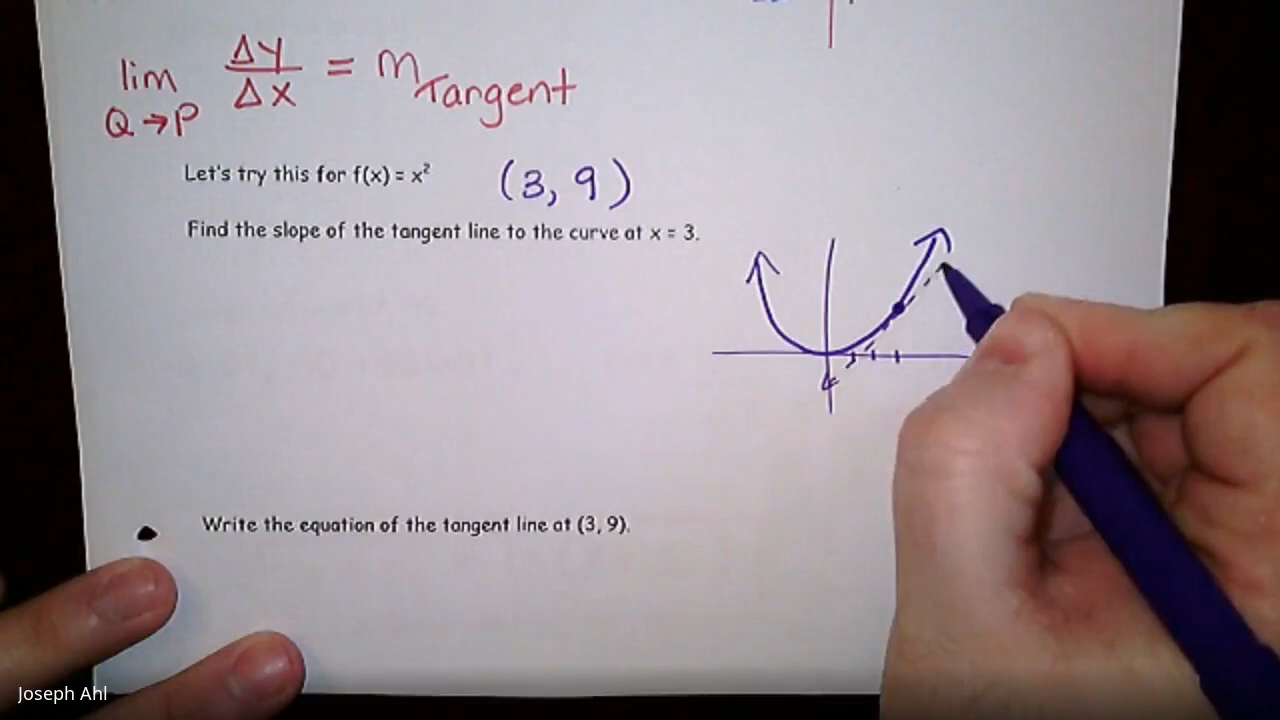 lim Δy/Δx = m Tangent
Q→P
Let's try this for f(x) = x² (3, 9)
Find the slope of the tangent line to the curve at x = 3.
Write the equation of the tangent line at (3, 9).
Joseph Ahl